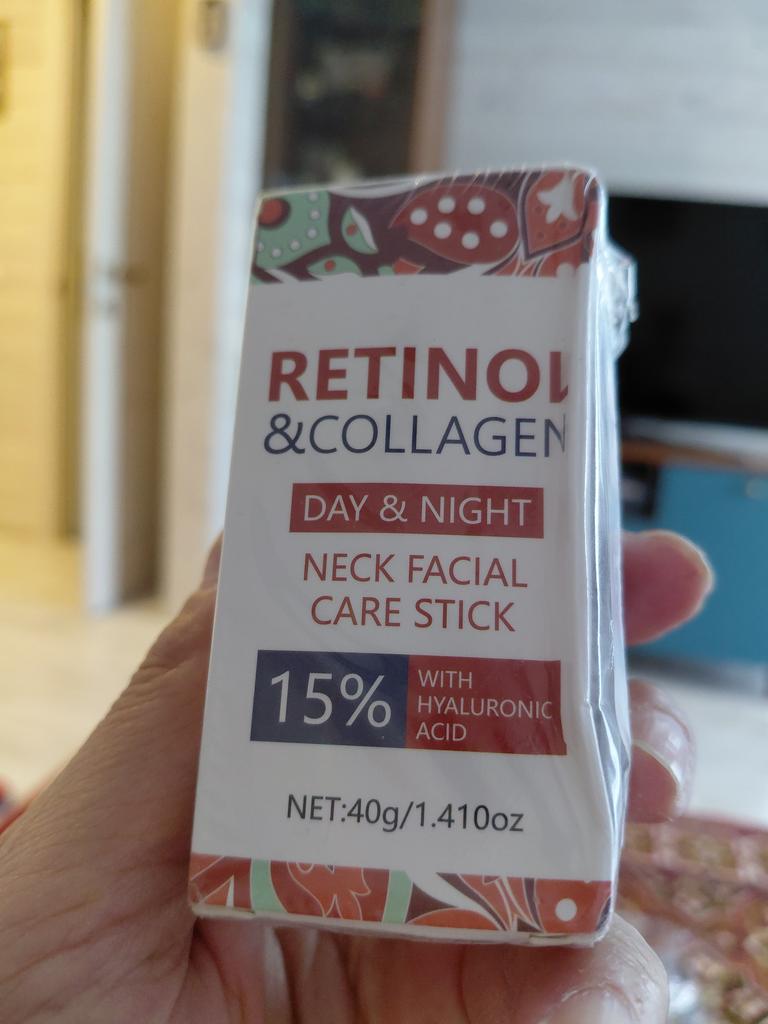 RETINOL
&COLLAGEN
DAY & NIGHT
NECK FACIAL
CARE STICK
15%
WITH
HYALURONIC
ACID
NET:40g/1.410oz